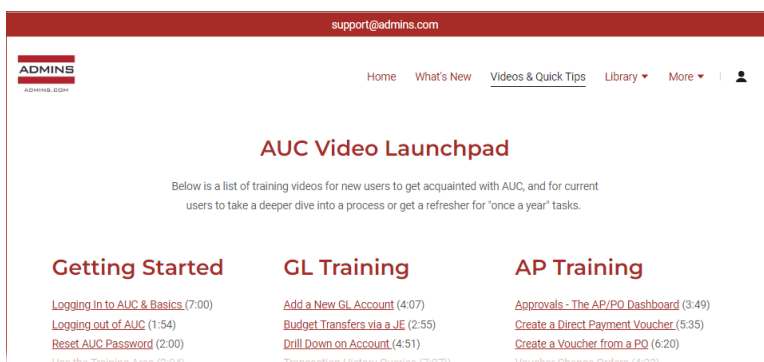 support@admins.com
ADMINS
ADMINS.COM
Home What's New Videos & Quick Tips Library More
AUC Video Launchpad
Below is a list of training videos for new users to get acquainted with AUC, and for current
users to take a deeper dive into a process or get a refresher for "once a year" tasks.
Getting Started
Logging In to AUC & Basics (7:00)
Logging out of AUC (1:54)
Reset AUC Password (2:00)
GL Training
Add a New GL Account (4:07)
Budget Transfers via a JE (2:55)
Drill Down on Account (4:51)
AP Training
Approvals - The AP/PO Dashboard (3:49)
Create a Direct Payment Voucher (5:35)
Create a Voucher from a PO (6:20)